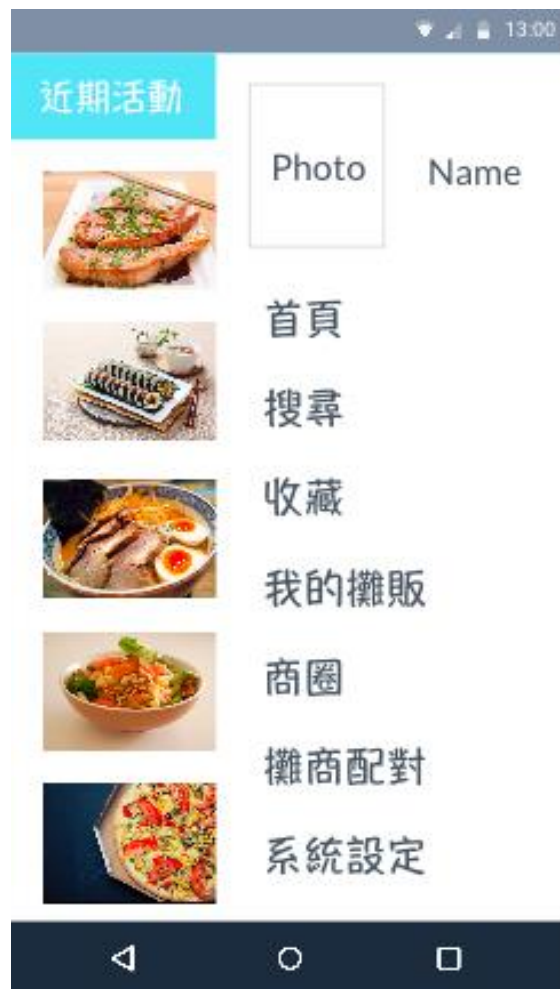 13:00
近期活動
Photo
Name
首頁
搜尋
收藏
我的攤販
商圈
攤商配對
系統設定